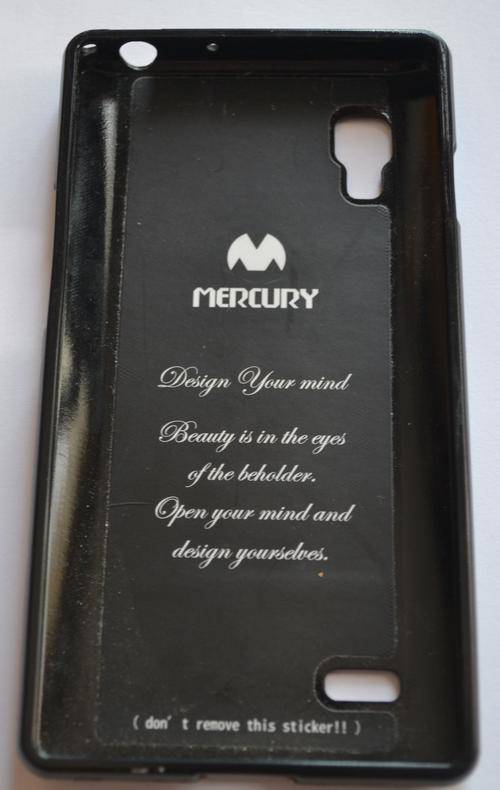 MERCURY
Design Your mind
Beauty is in the eyes
of the beholder.
Open your mind and
design yourselves.
( don't remove this sticker!! )